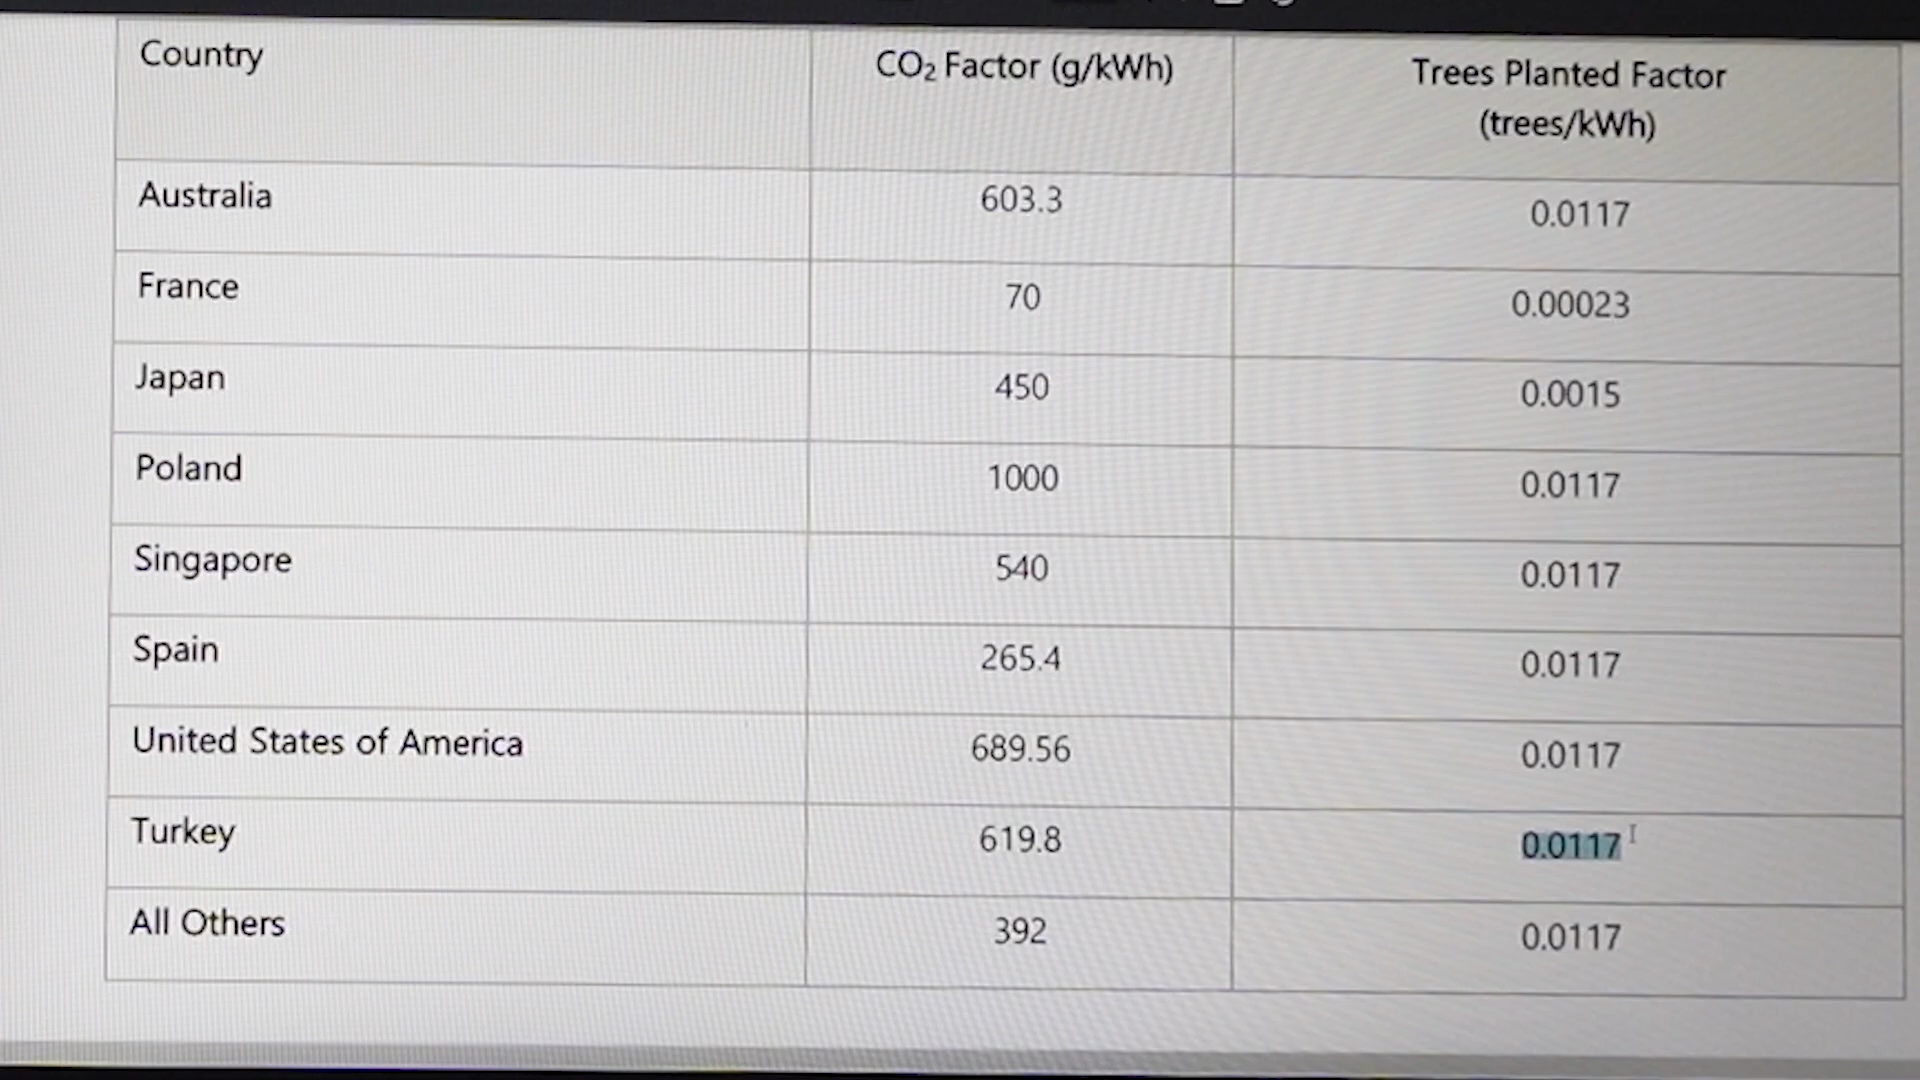 Country CO₂ Factor (g/kWh) Trees Planted Factor
(trees/kWh)
Australia 603.3 0.0117
France 70 0.00023
Japan 450 0.0015
Poland 1000 0.0117
Singapore 540 0.0117
Spain 265.4 0.0117
United States of America 689.56 0.0117
Turkey 619.8 0.0117
All Others 392 0.0117